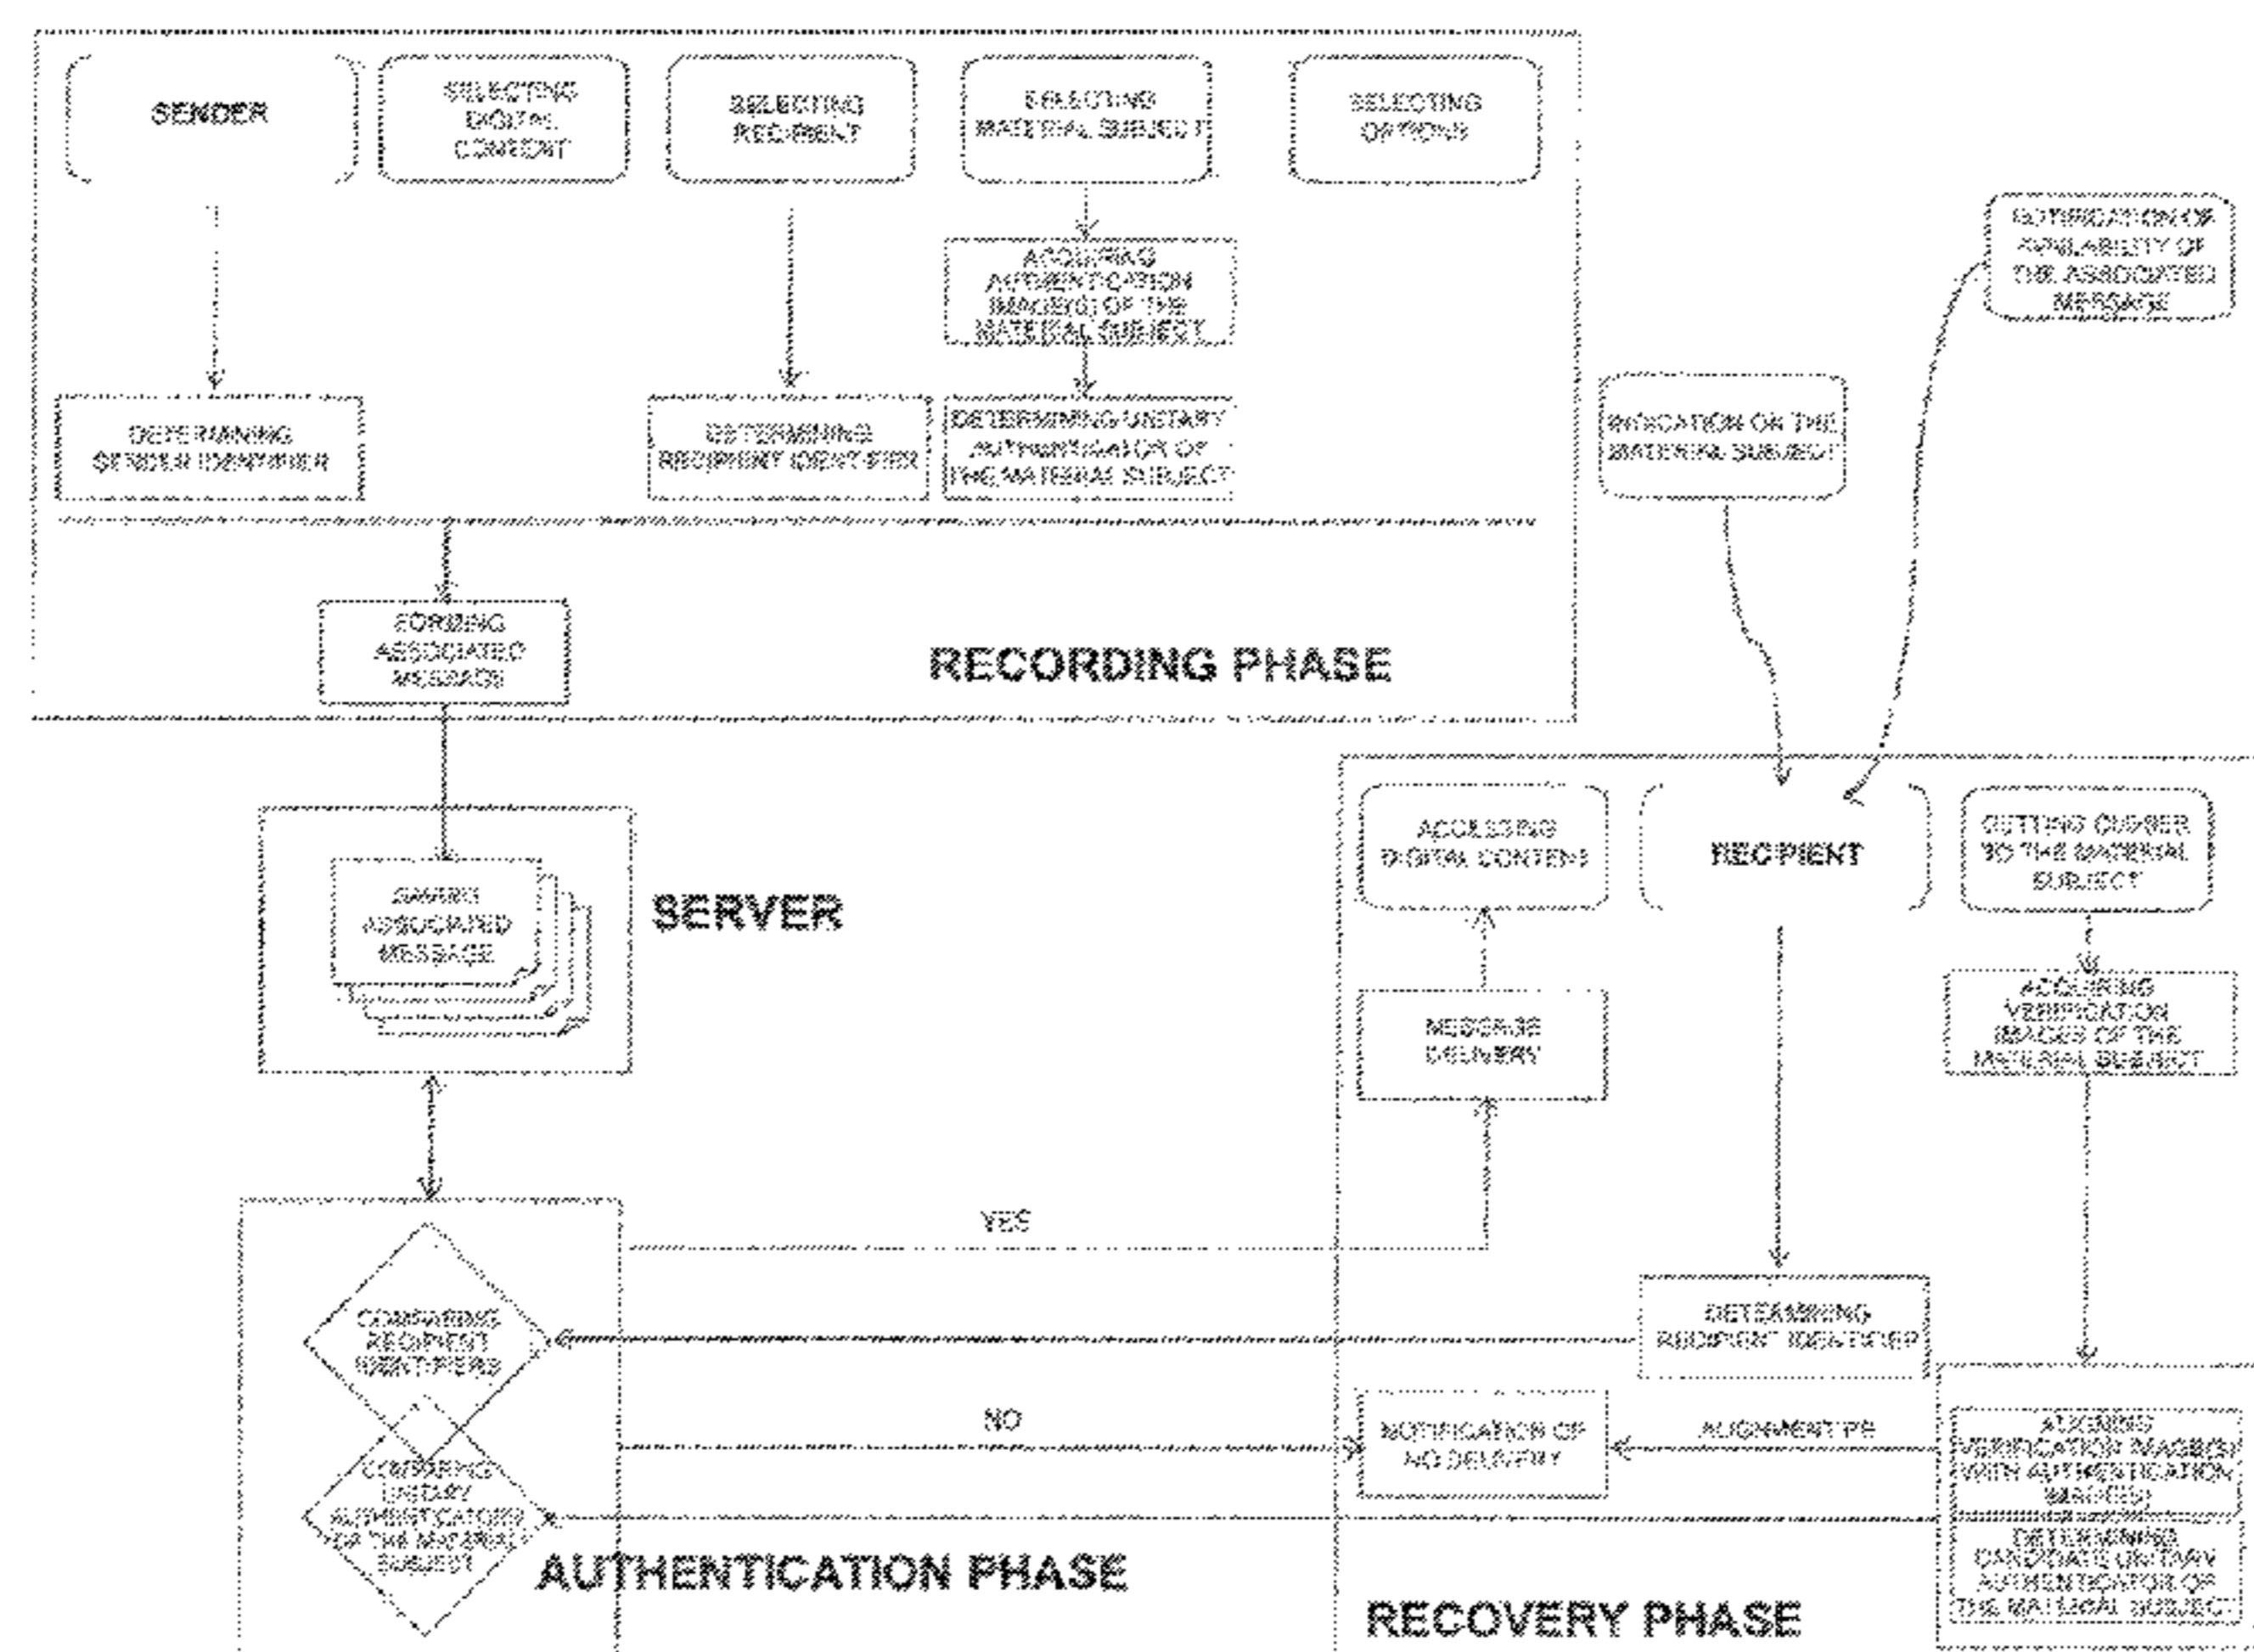 SENDER
SELECTING
DIGITAL
CONTENT
SELECTING
RECIPIENT
SELECTING
MATERIAL SUBJECT
SELECTING
OPTIONS
NOTIFICATION OF
AVAILABILITY OF
THE ASSOCIATED
MESSAGE
ACQUIRING
AUTHENTICATION
IMAGE(S) OF THE
MATERIAL SUBJECT
INDICATION ON THE
MATERIAL SUBJECT
DETERMINING
SENDER IDENTIFIER
DETERMINING
RECIPIENT IDENTIFIER
DETERMINING UNITARY
AUTHENTICATOR OF
THE MATERIAL SUBJECT
FORMING
ASSOCIATED
MESSAGE
RECORDING PHASE
SAVING
ASSOCIATED
MESSAGE
SERVER
ACCESSING
DIGITAL CONTENT
RECIPIENT
GETTING CLOSER
TO THE MATERIAL
SUBJECT
MESSAGE
DELIVERY
ACQUIRING
VERIFICATION
IMAGES OF THE
MATERIAL SUBJECT
YES
COMPARING
RECIPIENT
IDENTIFIERS
DETERMINING
RECIPIENT IDENTIFIER
NO
NOTIFICATION OF
NO DELIVERY
ALIGNMENT PB
ALIGNING
VERIFICATION IMAGE(S)
WITH AUTHENTICATION
IMAGE(S)
COMPARING
UNITARY
AUTHENTICATORS
OF THE MATERIAL
SUBJECT
DETERMINING
CANDIDATE UNITARY
AUTHENTICATOR OF
THE MATERIAL SUBJECT
AUTHENTICATION PHASE
RECOVERY PHASE